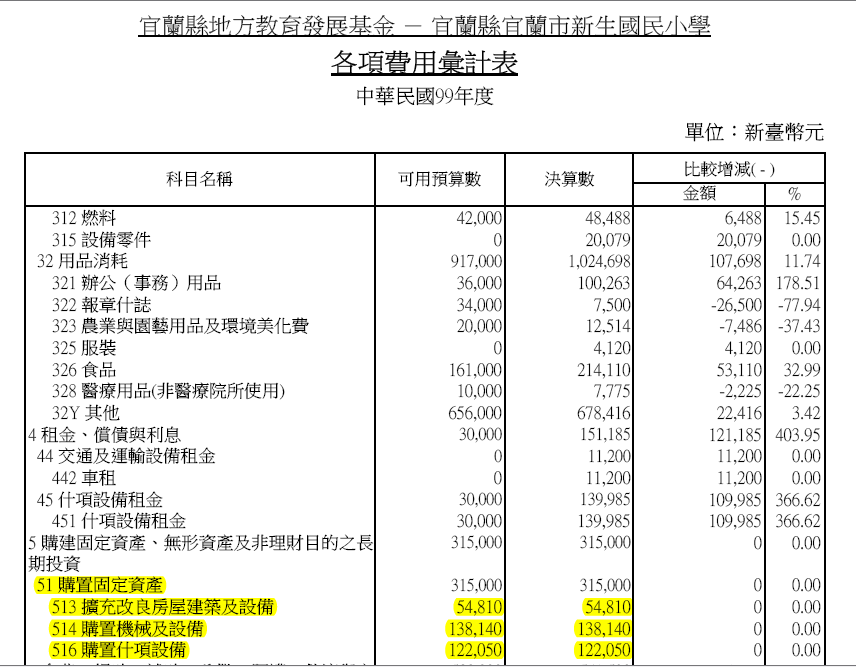 宜蘭縣地方教育發展基金 － 宜蘭縣宜蘭市新生國民小學
各項費用彙計表
中華民國99年度
單位：新臺幣元
科目名稱 可用預算數 決算數 比較增減( - )
金額 %
312 燃料 42,000 48,488 6,488 15.45
315 設備零件 0 20,079 20,079 0.00
32 用品消耗 917,000 1,024,698 107,698 11.74
321 辦公（事務）用品 36,000 100,263 64,263 178.51
322 報章什誌 34,000 7,500 -26,500 -77.94
323 農業與園藝用品及環境美化費 20,000 12,514 -7,486 -37.43
325 服裝 0 4,120 4,120 0.00
326 食品 161,000 214,110 53,110 32.99
328 醫療用品(非醫療院所使用) 10,000 7,775 -2,225 -22.25
32Y 其他 656,000 678,416 22,416 3.42
4 租金、償債與利息 30,000 151,185 121,185 403.95
44 交通及運輸設備租金 0 11,200 11,200 0.00
442 車租 0 11,200 11,200 0.00
45 什項設備租金 30,000 139,985 109,985 366.62
451 什項設備租金 30,000 139,985 109,985 366.62
5 購建固定資產、無形資產及非理財目的之長 315,000 315,000 0 0.00
期投資
51 購置固定資產 315,000 315,000 0 0.00
513 擴充改良房屋建築及設備 54,810 54,810 0 0.00
514 購置機械及設備 138,140 138,140 0 0.00
516 購置什項設備 122,050 122,050 0 0.00